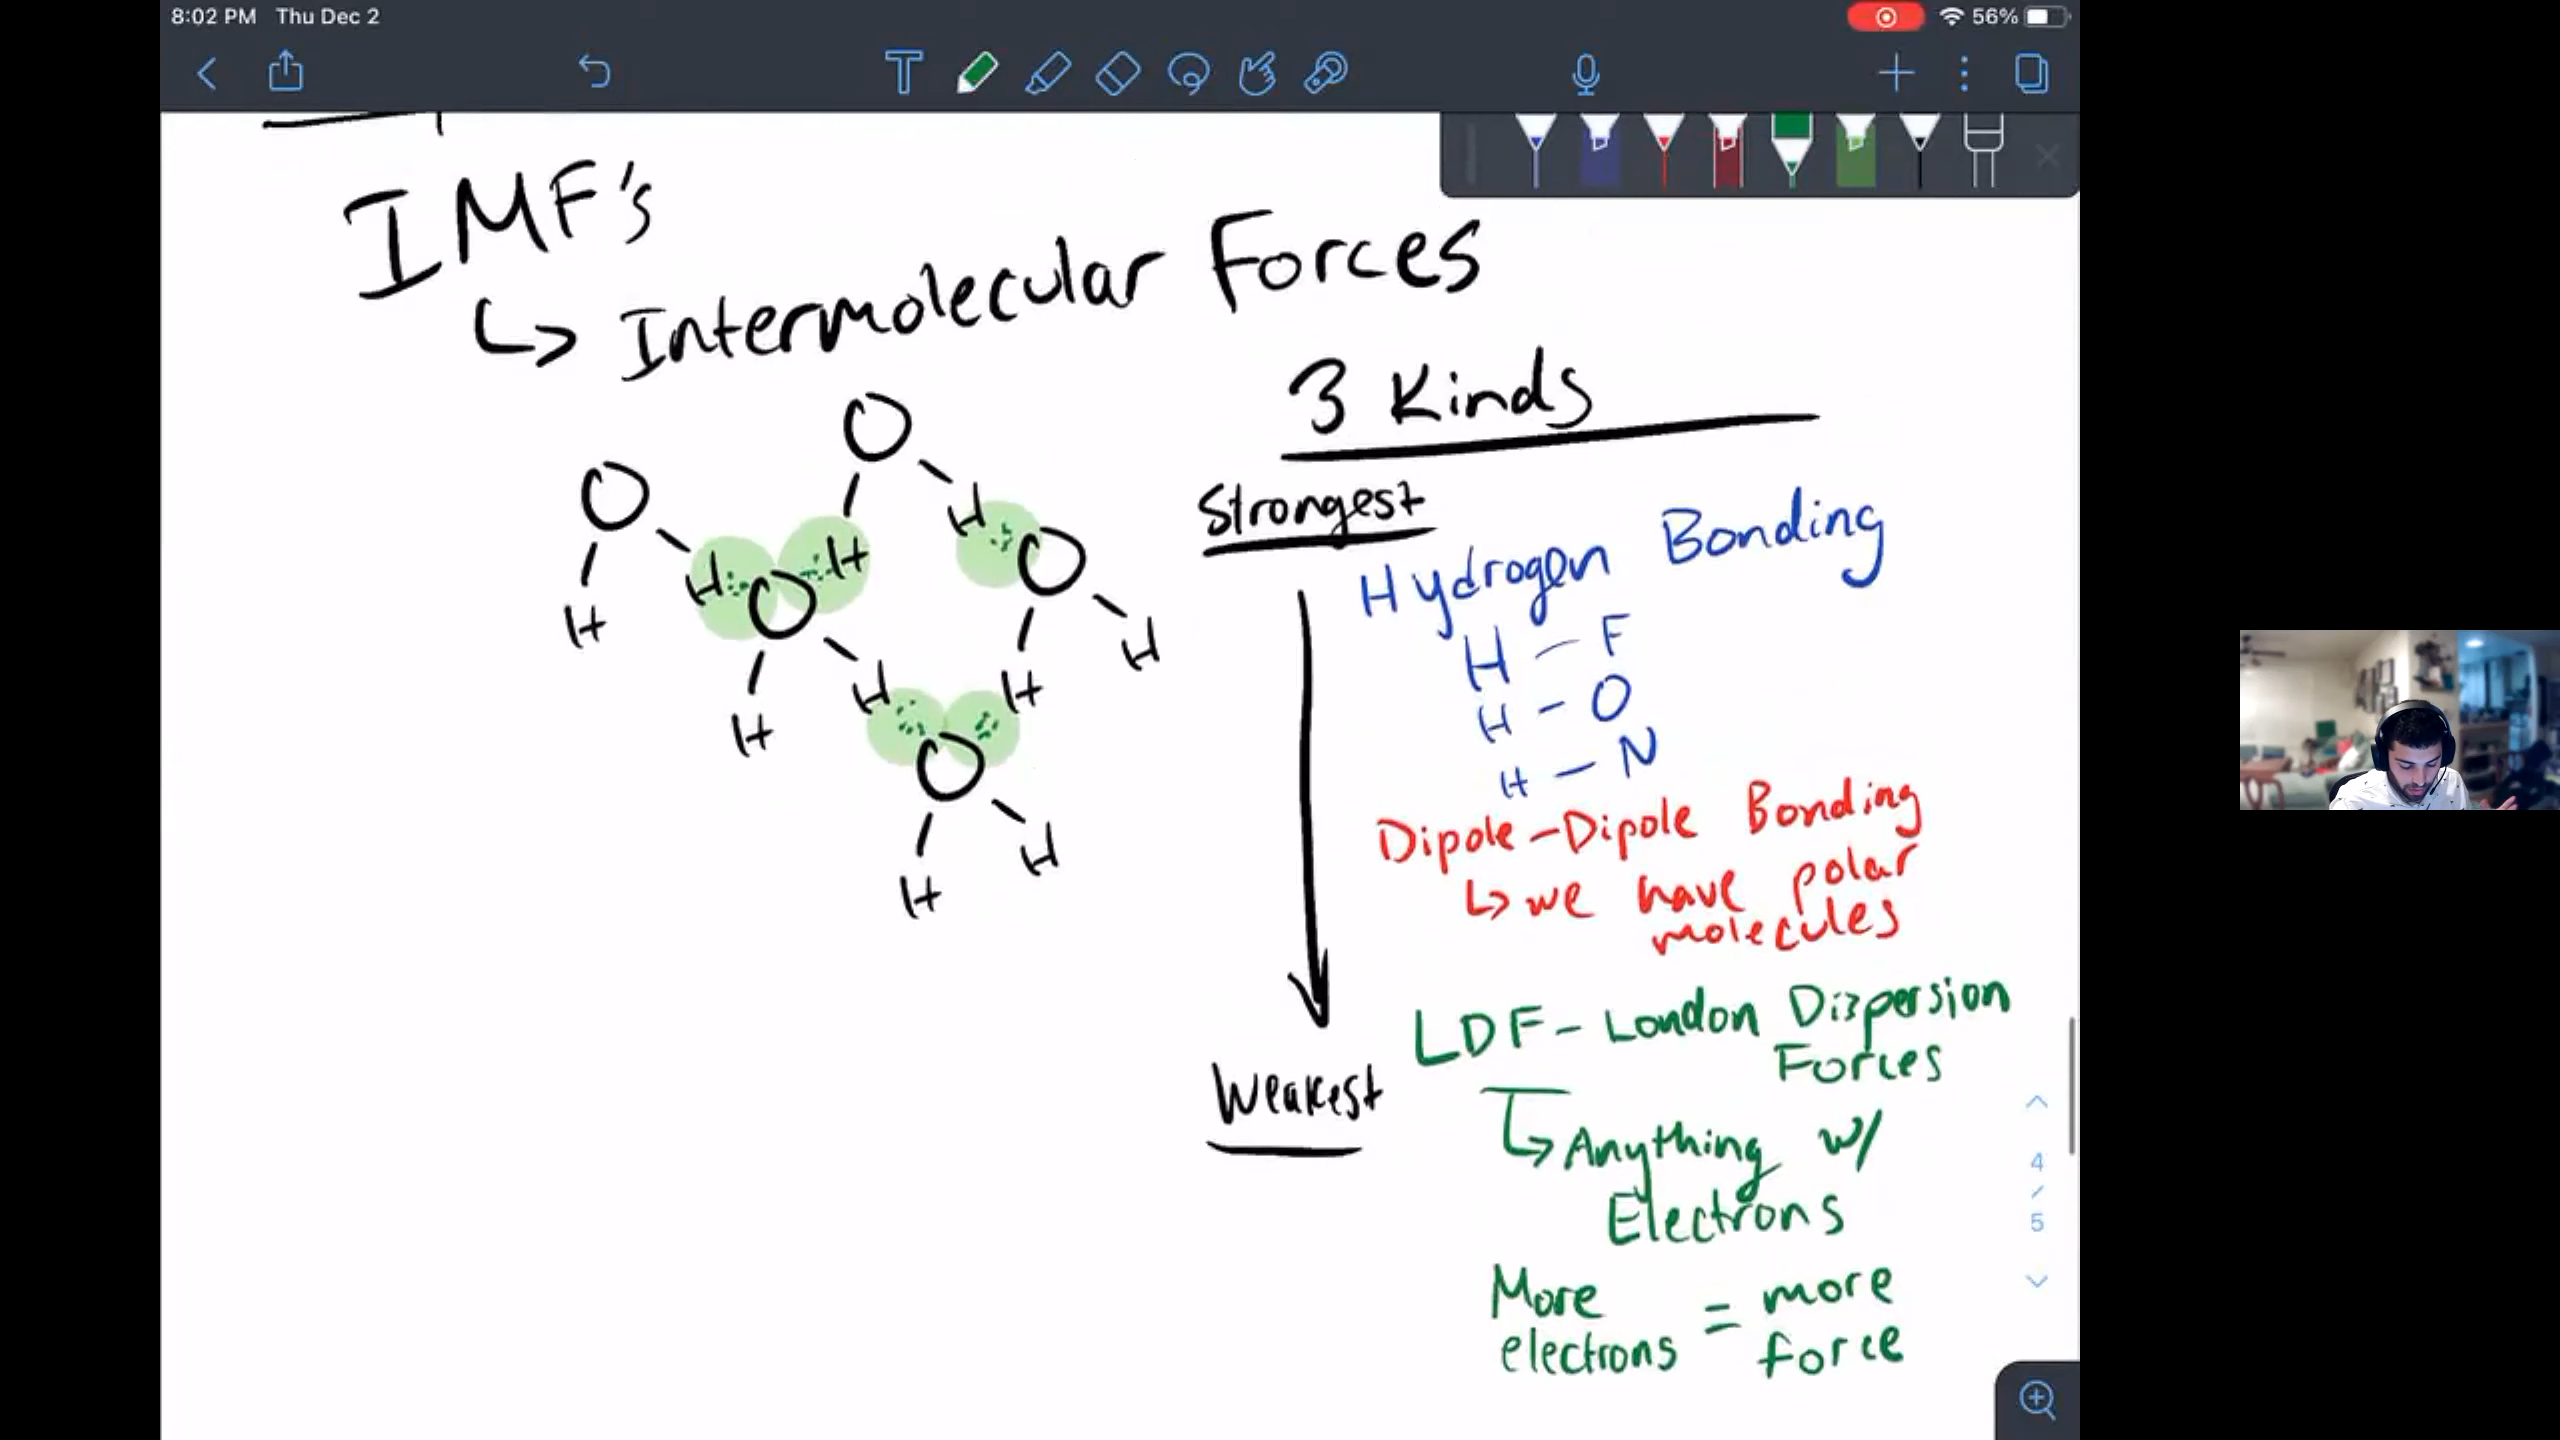 8:02 PM Thu Dec 2
56%
T
IMF's
↳ Intermolecular Forces
3 Kinds
O
O
H
Strongest
Hydrogen Bonding
H
H
O
O
H
H
H – F
H
H
H – O
H
O
H – N
H
H
Dipole – Dipole Bonding
↳ we have polar
molecules
LDF – London Dispersion
Forces
Weakest
↳ Anything w/
Electrons
4
/
5
More = more
electrons force